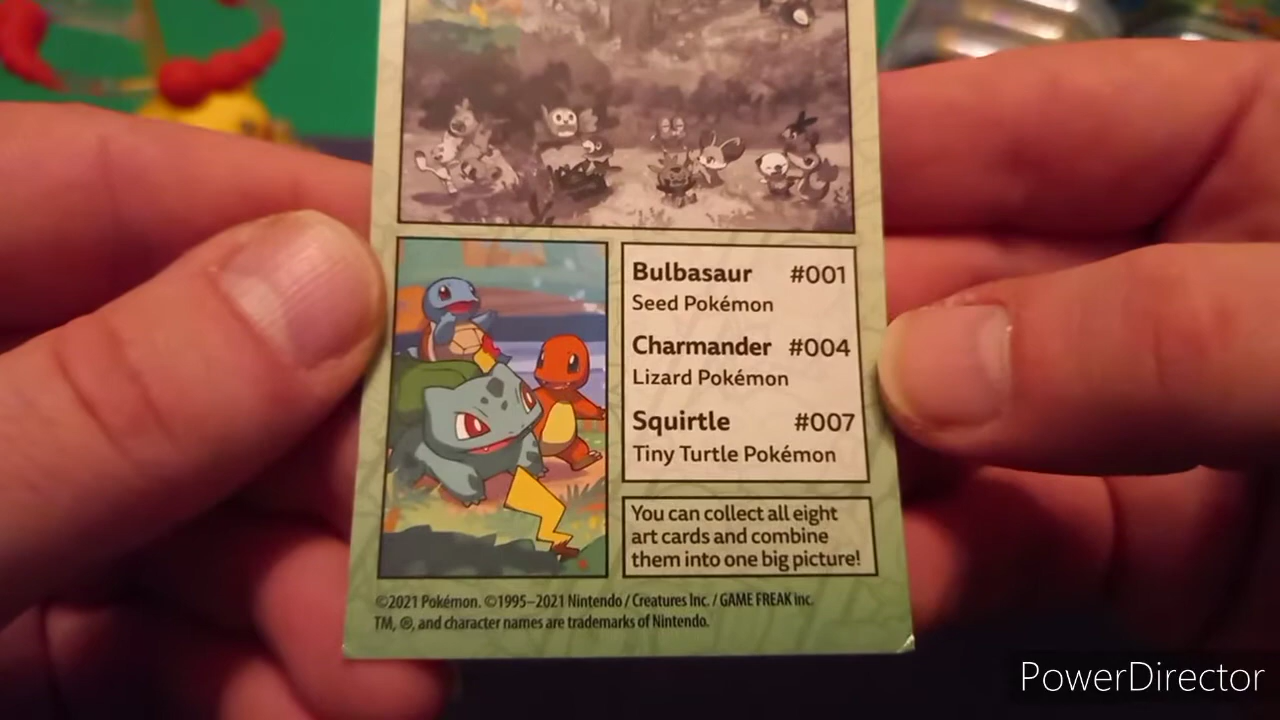 Bulbasaur #001
Seed Pokémon
Charmander #004
Lizard Pokémon
Squirtle #007
Tiny Turtle Pokémon
You can collect all eight
art cards and combine
them into one big picture!
©2021 Pokémon. ©1995–2021 Nintendo / Creatures Inc. / GAME FREAK inc.
TM, ®, and character names are trademarks of Nintendo.
PowerDirector